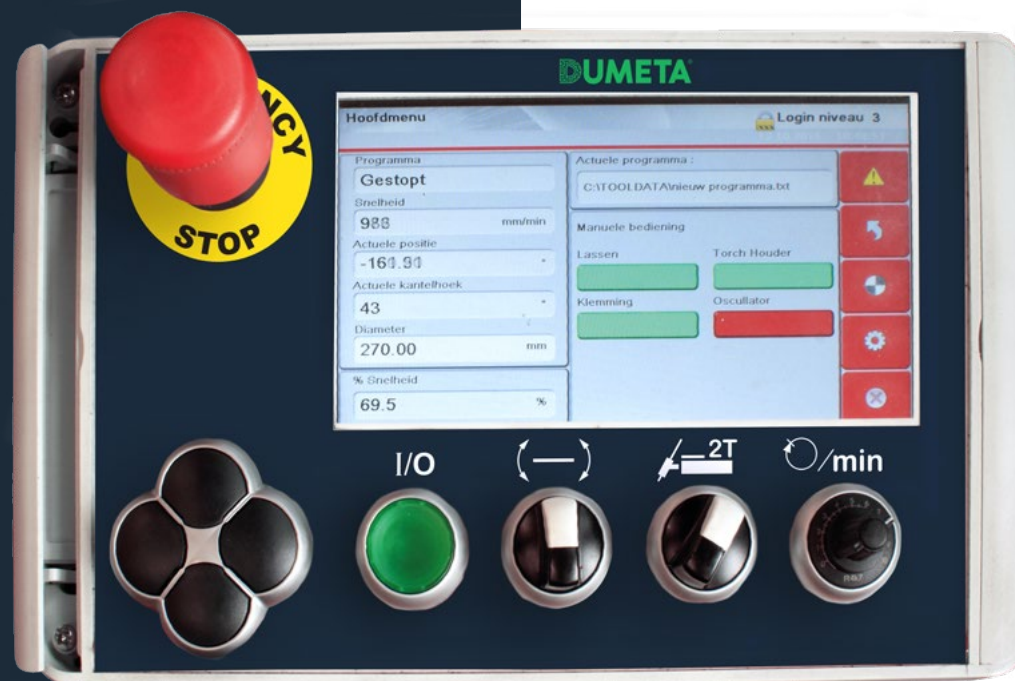 DUMETA
NCY
STOP
Hoofdmenu
Login niveau 3
Programma
Gestopt
Snelheid
mm/min
Actuele positie
Actuele kantelhoek
43 °
Diameter
270.00 mm
% Snelheid
69.5 %
Actuele programma :
C:\TOOLDATA\nieuw programma.txt
Manuele bediening
Lassen
Torch Houder
Klemming
Oscullator
I/O
2T
/min